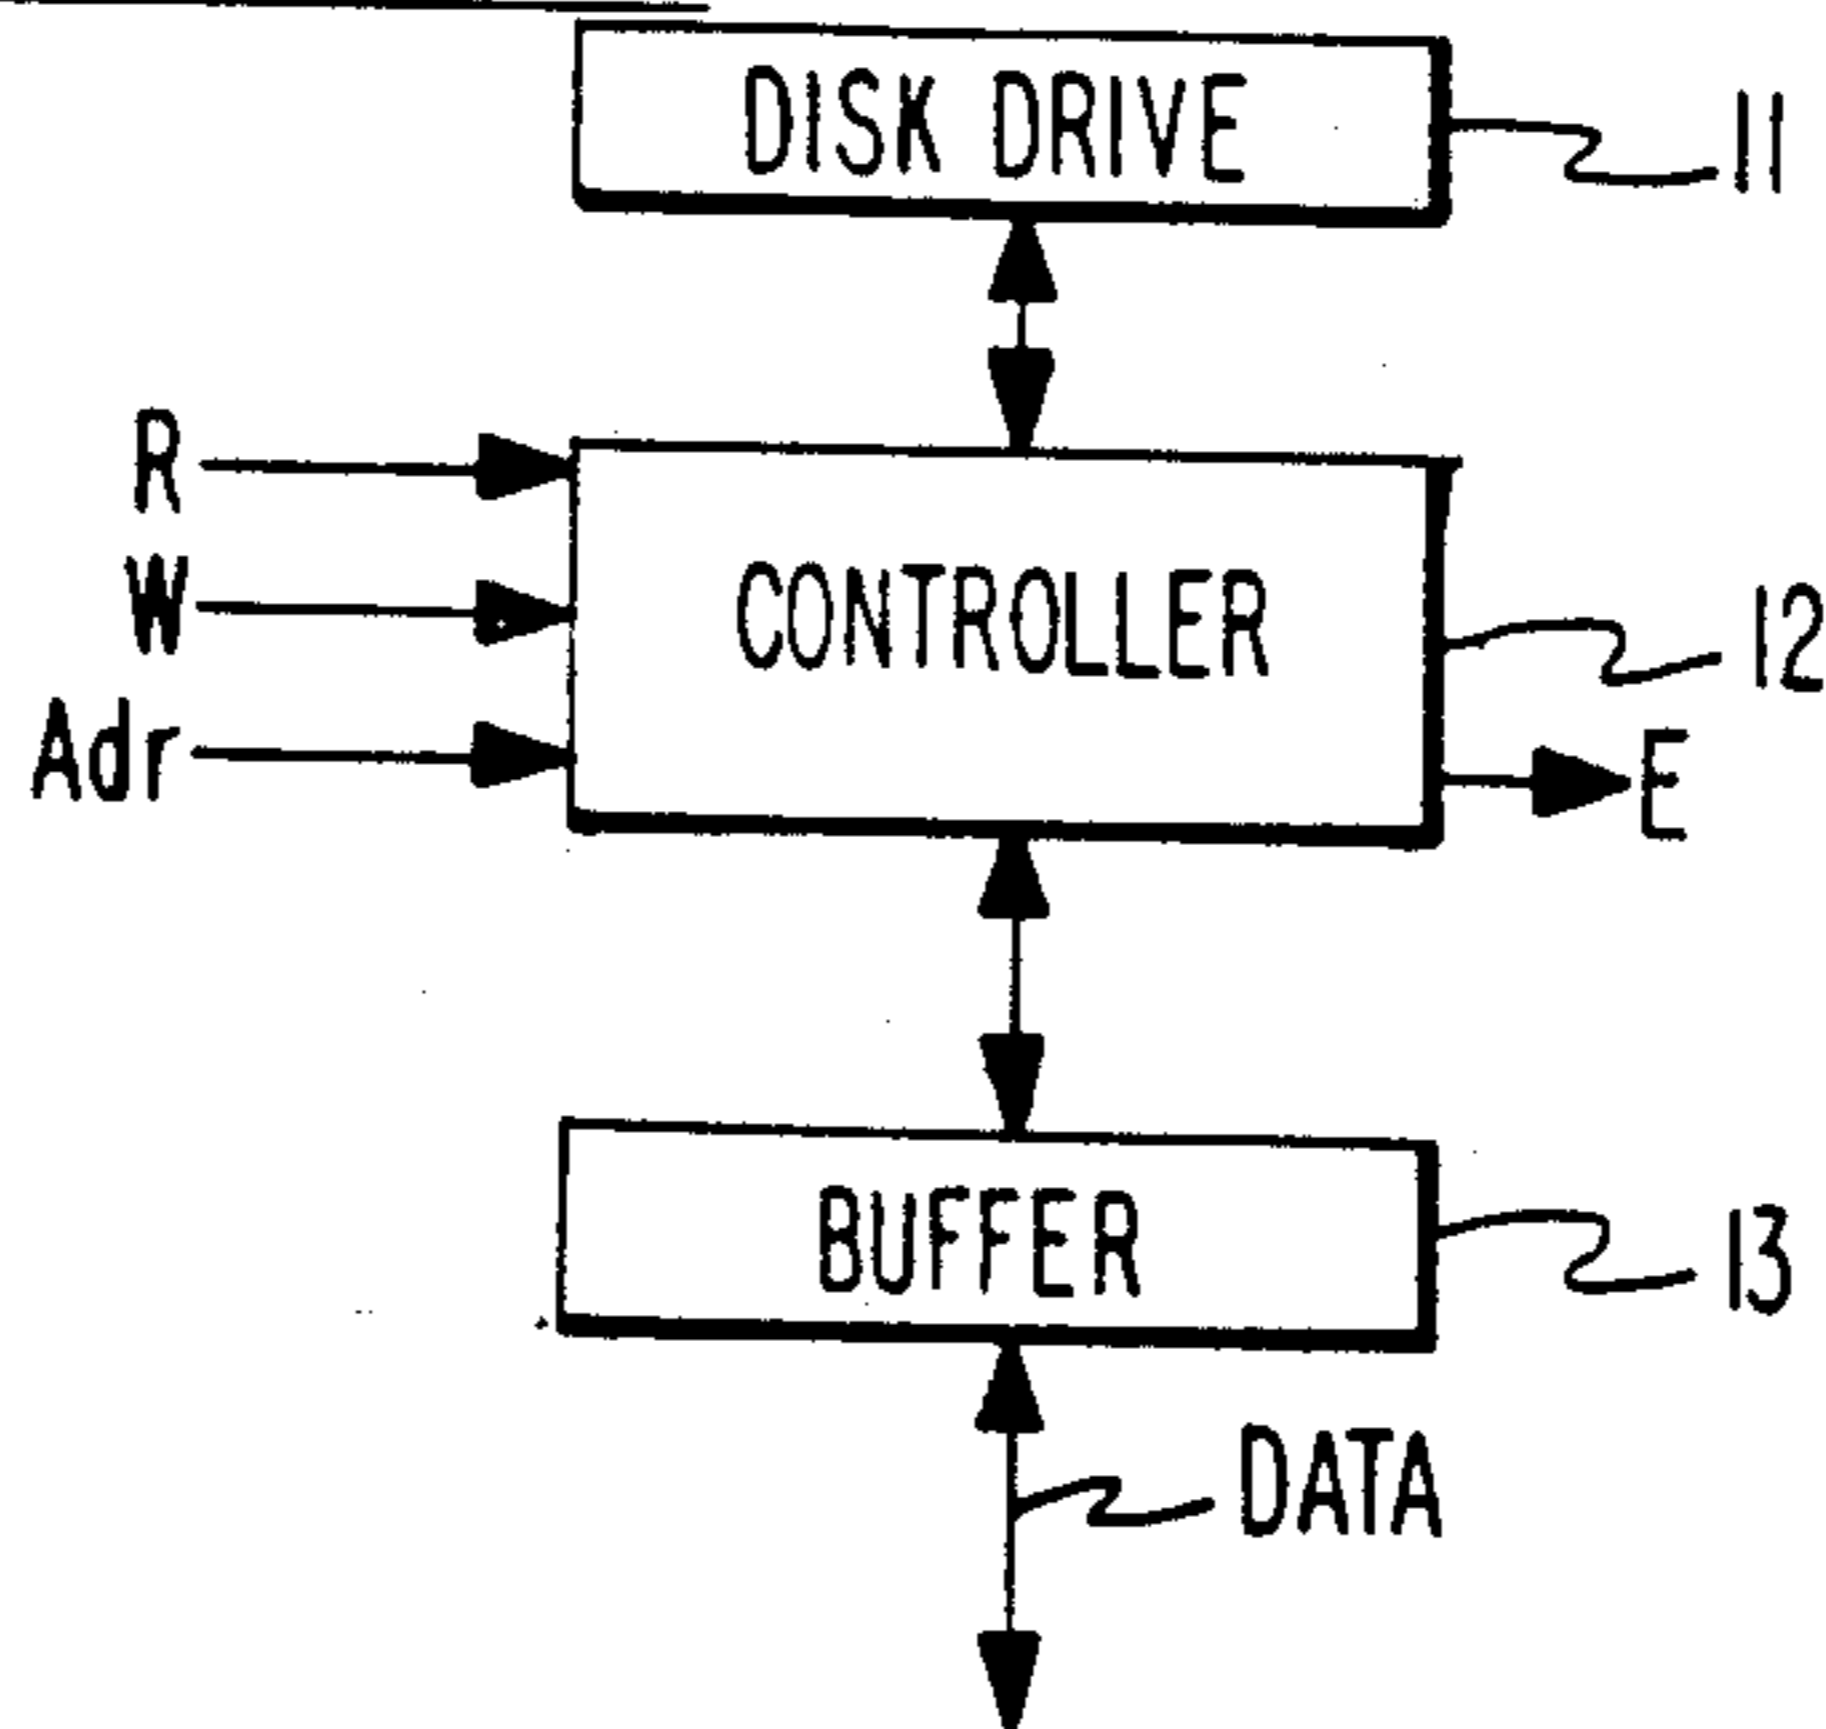 DISK DRIVE
11
R
W
Adr
CONTROLLER
12
E
BUFFER
13
DATA